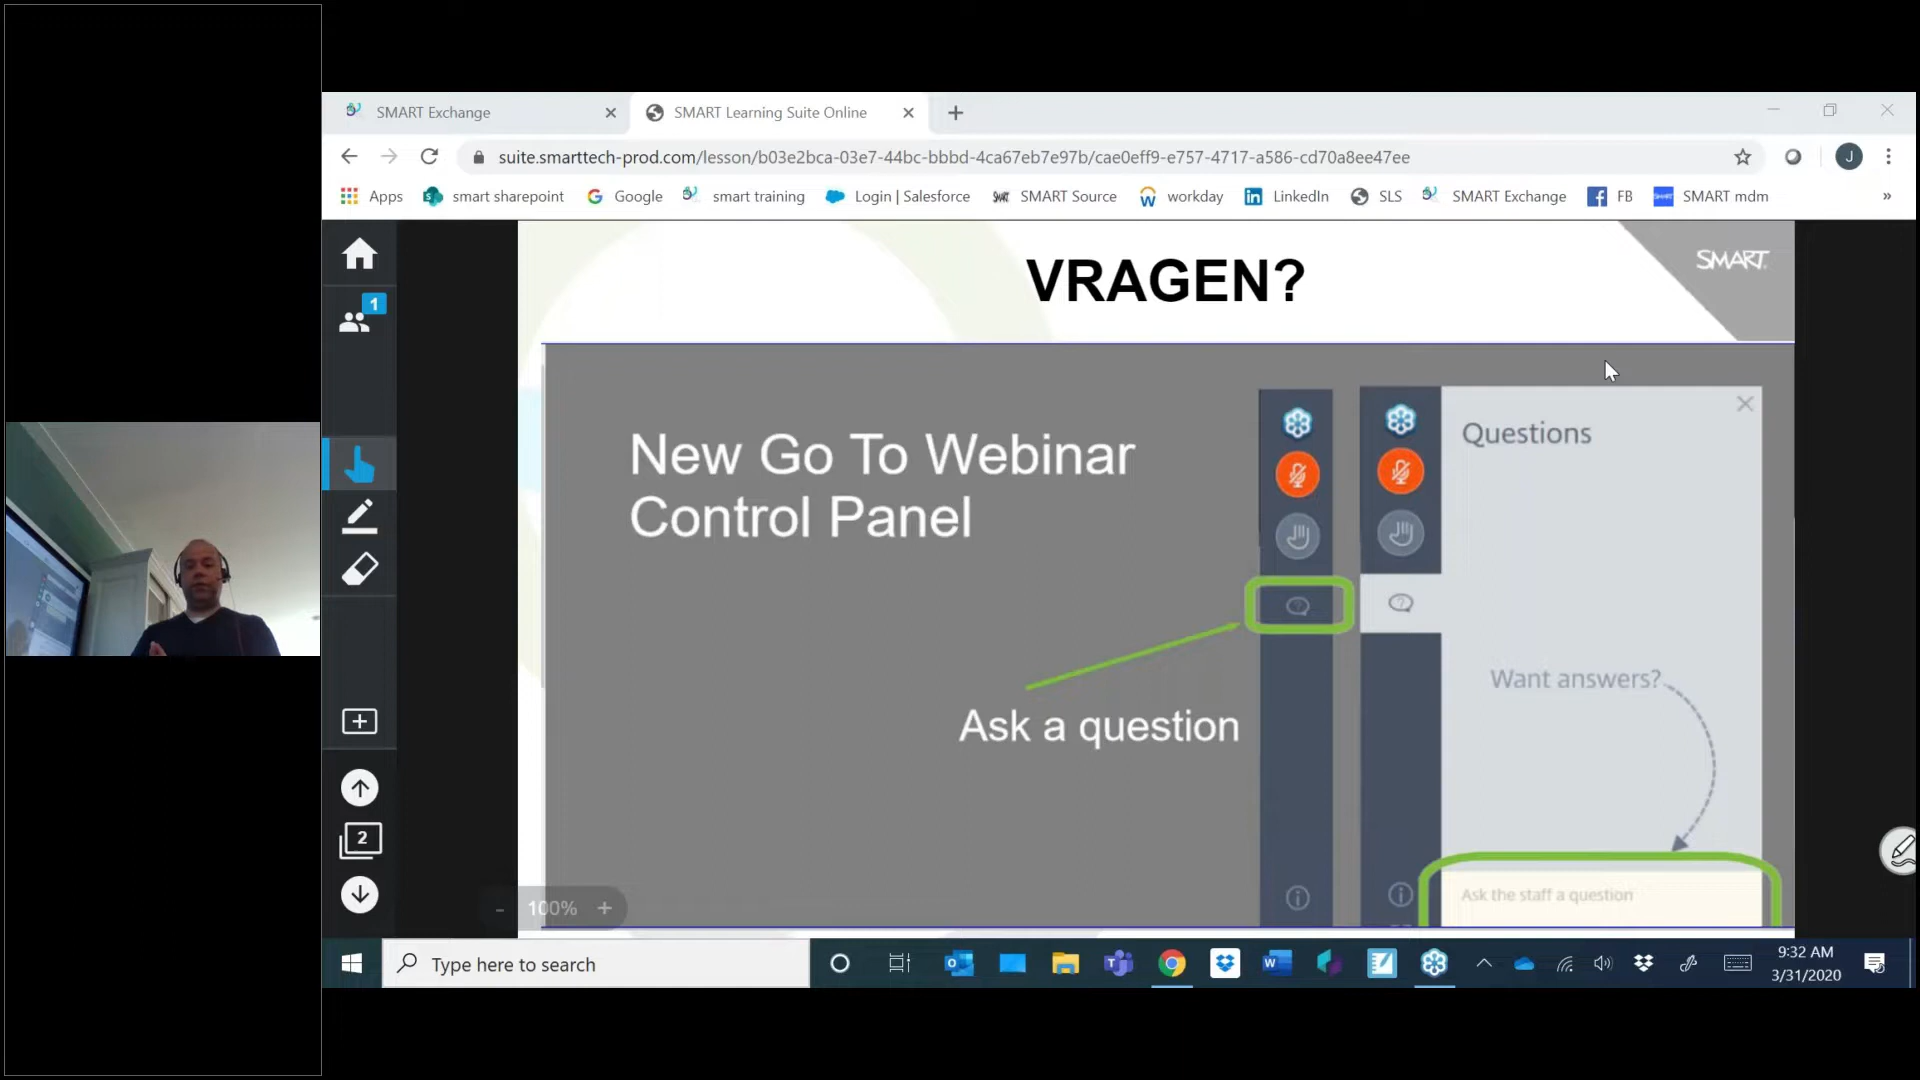 SMART Exchange
SMART Learning Suite Online
suite.smarttech-prod.com/lesson/b03e2bca-03e7-44bc-bbbd-4ca67eb7e97b/cae0eff9-e757-4717-a586-cd70a8ee47ee
J
Apps
smart sharepoint
Google
smart training
Login | Salesforce
SMART Source
workday
LinkedIn
SLS
SMART Exchange
FB
SMART mdm
»
1
VRAGEN?
SMART
New Go To Webinar
Control Panel
Questions
Want answers?
Ask a question
Ask the staff a question
2
- 100% +
Type here to search
9:32 AM
3/31/2020